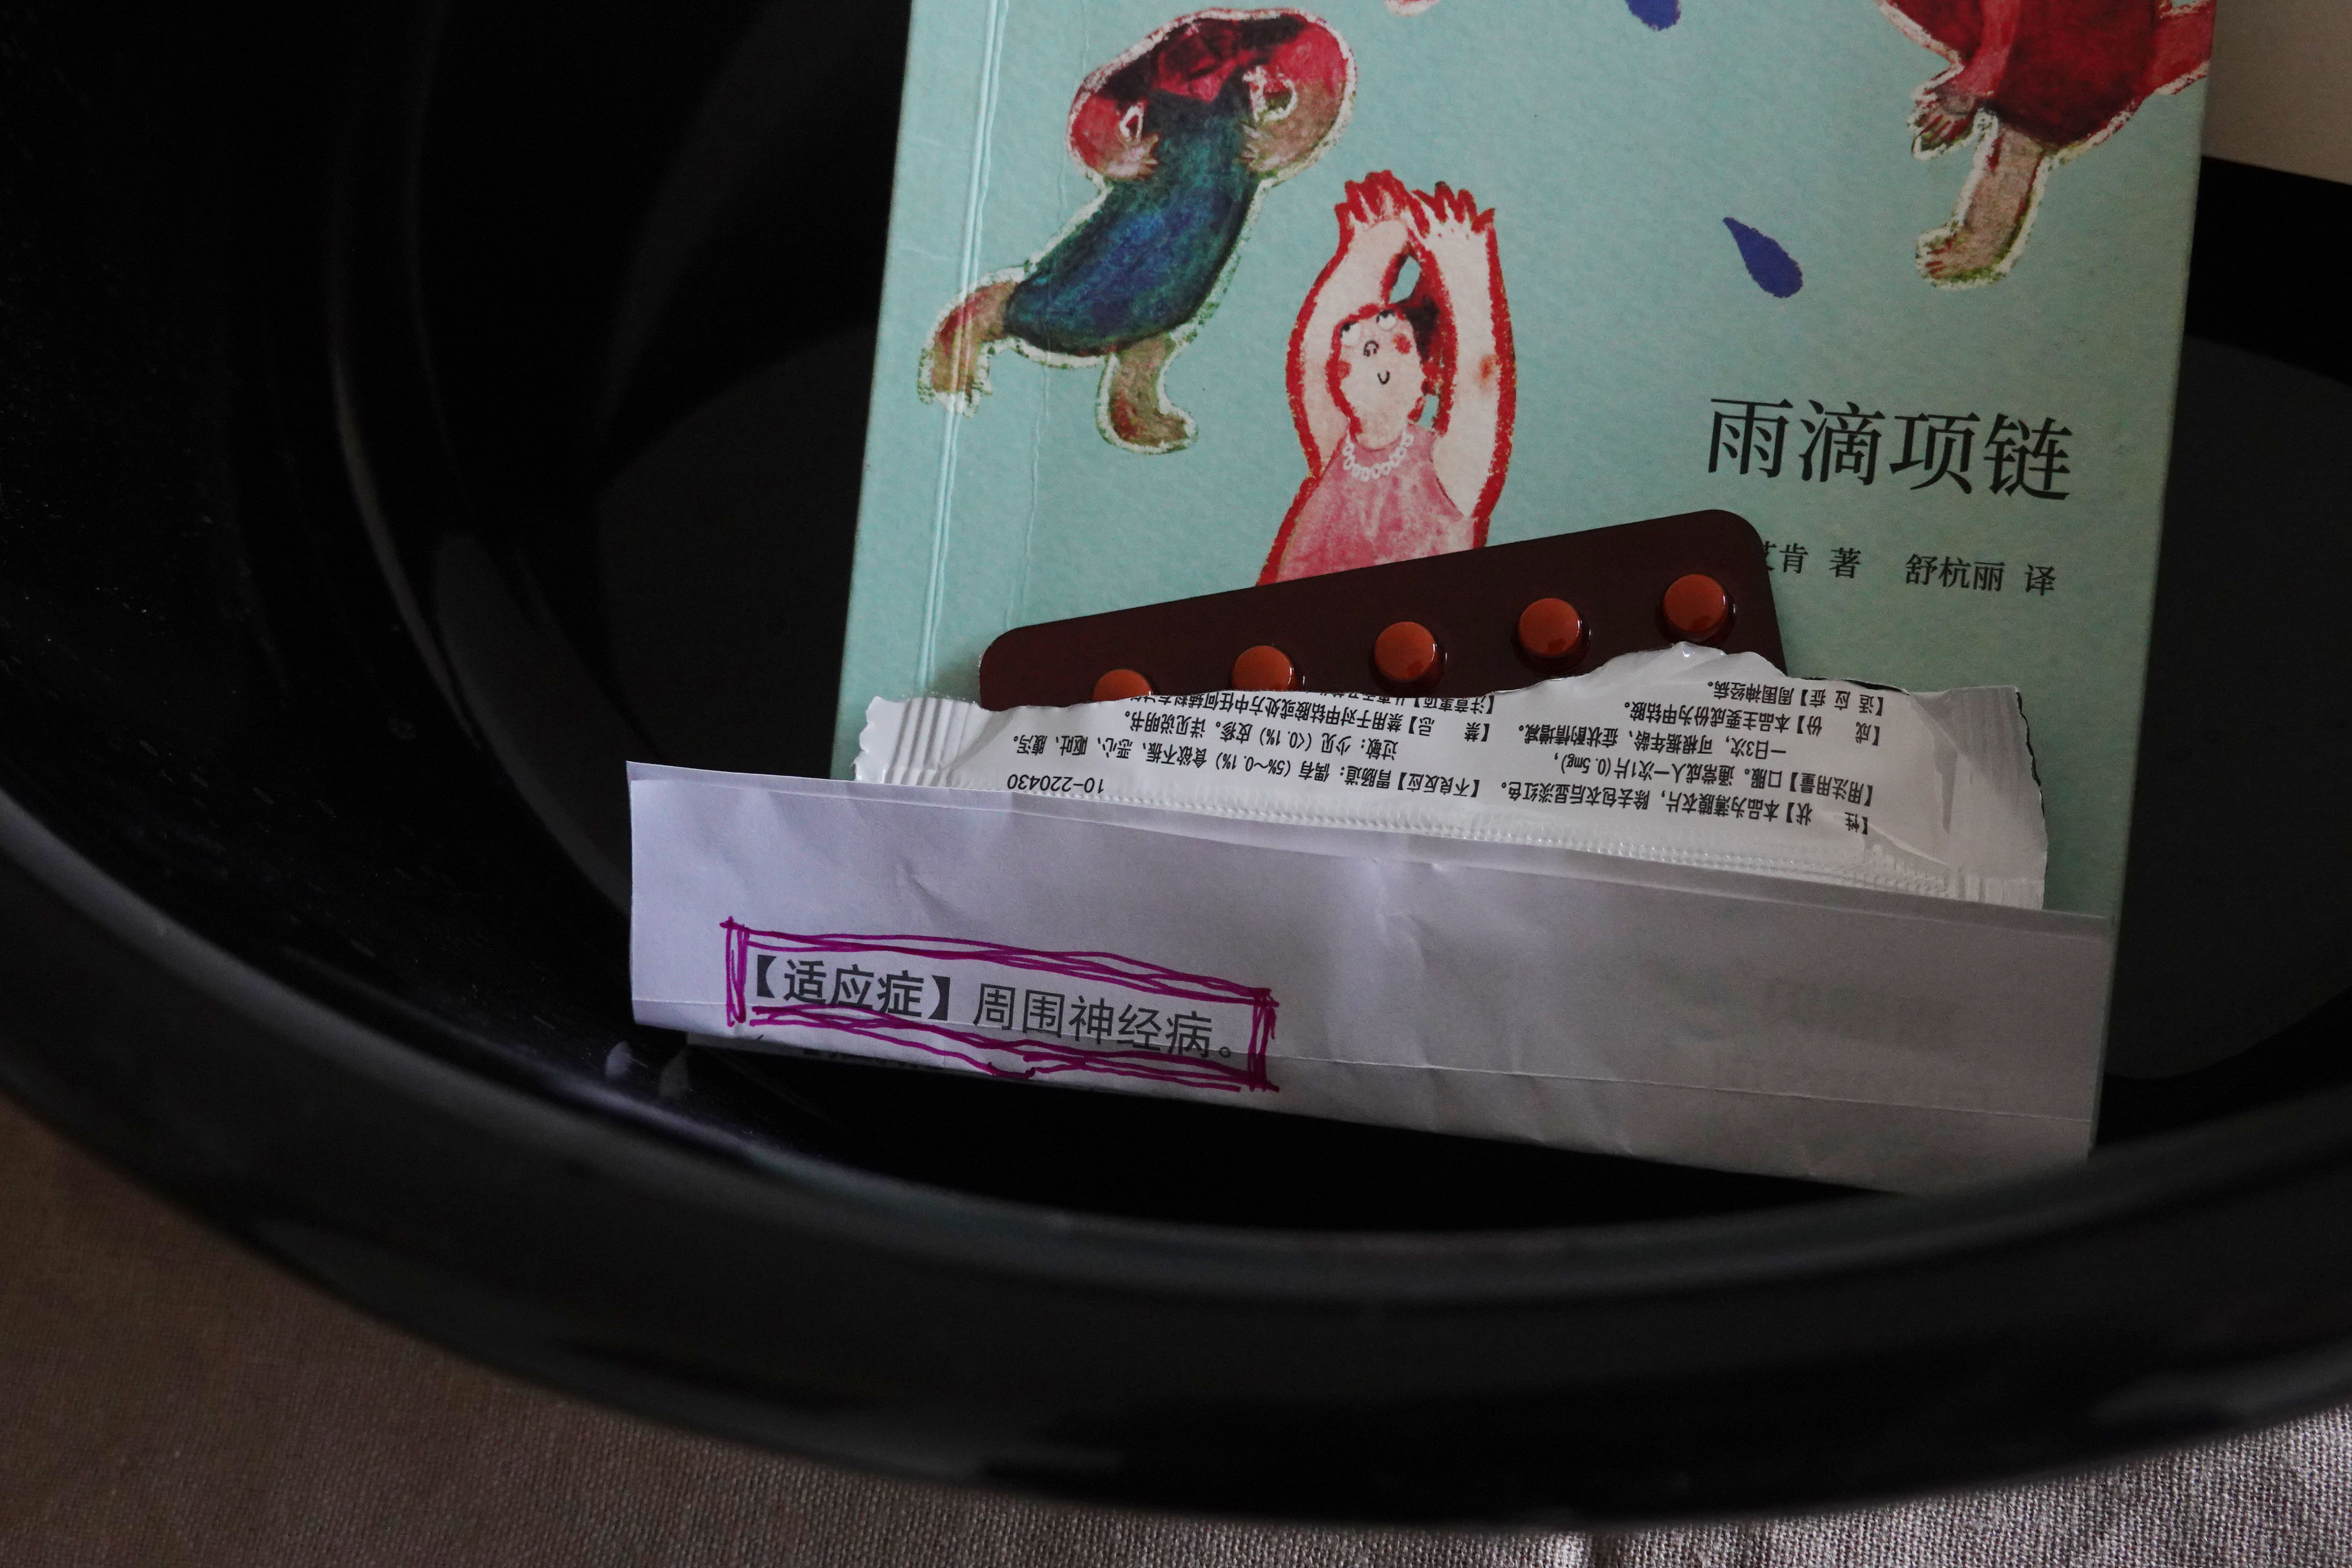 雨滴项链
艾肯 著 舒杭丽 译
【适 应 症】周围神经病。
【成 份】本品主要成份为甲钴胺。
【用法用量】口服。通常成人一次1片(0.5mg),
一日3次,可根据年龄、症状酌情增减。
【性 状】本品为薄膜衣片,除去包衣后显淡红色。
【禁 忌】禁用于对甲钴胺或处方中任何辅料有
过敏:少见(<0.1%)皮疹。详见说明书。
【不良反应】胃肠道:偶有(5%~0.1%)食欲不振、恶心、呕吐、腹泻。
10-220430
【适应症】周围神经病。